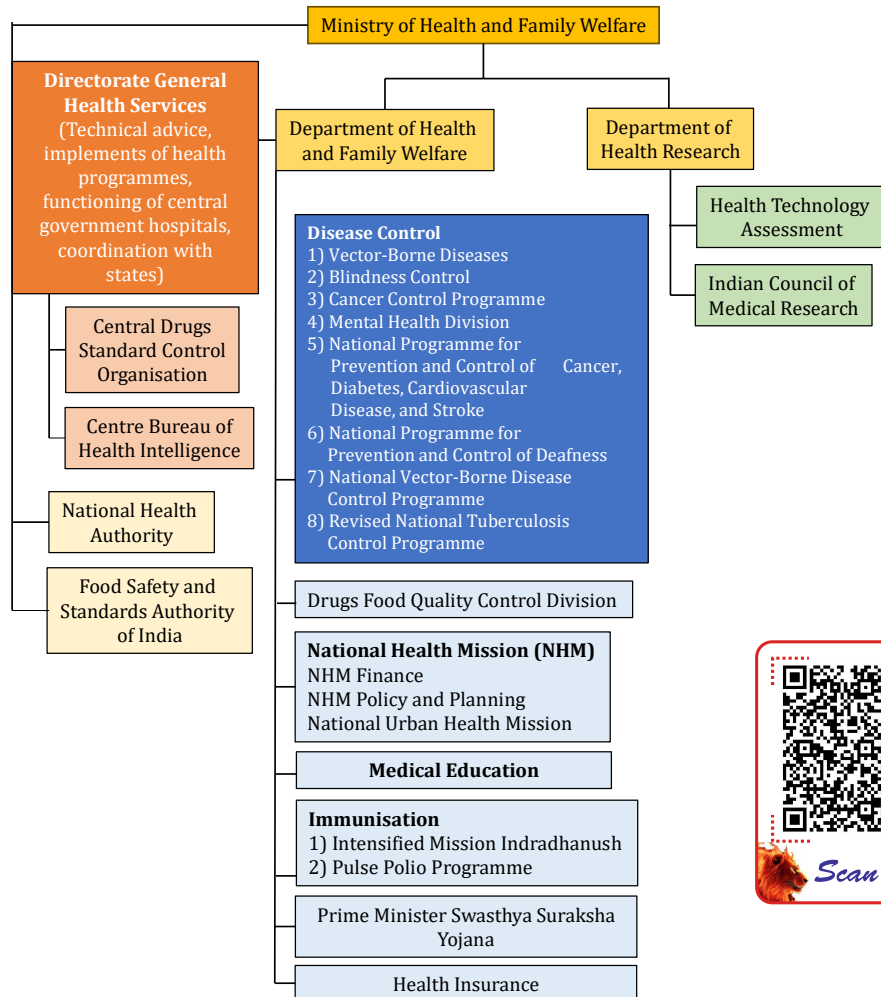 Ministry of Health and Family Welfare
Directorate General
Health Services
(Technical advice,
implements of health
programmes,
functioning of central
government hospitals,
coordination with
states)
Department of Health
and Family Welfare
Department of
Health Research
Health Technology
Assessment
Indian Council of
Medical Research
Central Drugs
Standard Control
Organisation
Centre Bureau of
Health Intelligence
National Health
Authority
Food Safety and
Standards Authority
of India
Disease Control
1) Vector-Borne Diseases
2) Blindness Control
3) Cancer Control Programme
4) Mental Health Division
5) National Programme for
Prevention and Control of Cancer,
Diabetes, Cardiovascular
Disease, and Stroke
6) National Programme for
Prevention and Control of Deafness
7) National Vector-Borne Disease
Control Programme
8) Revised National Tuberculosis
Control Programme
Drugs Food Quality Control Division
National Health Mission (NHM)
NHM Finance
NHM Policy and Planning
National Urban Health Mission
Medical Education
Immunisation
1) Intensified Mission Indradhanush
2) Pulse Polio Programme
Prime Minister Swasthya Suraksha
Yojana
Health Insurance
Scan